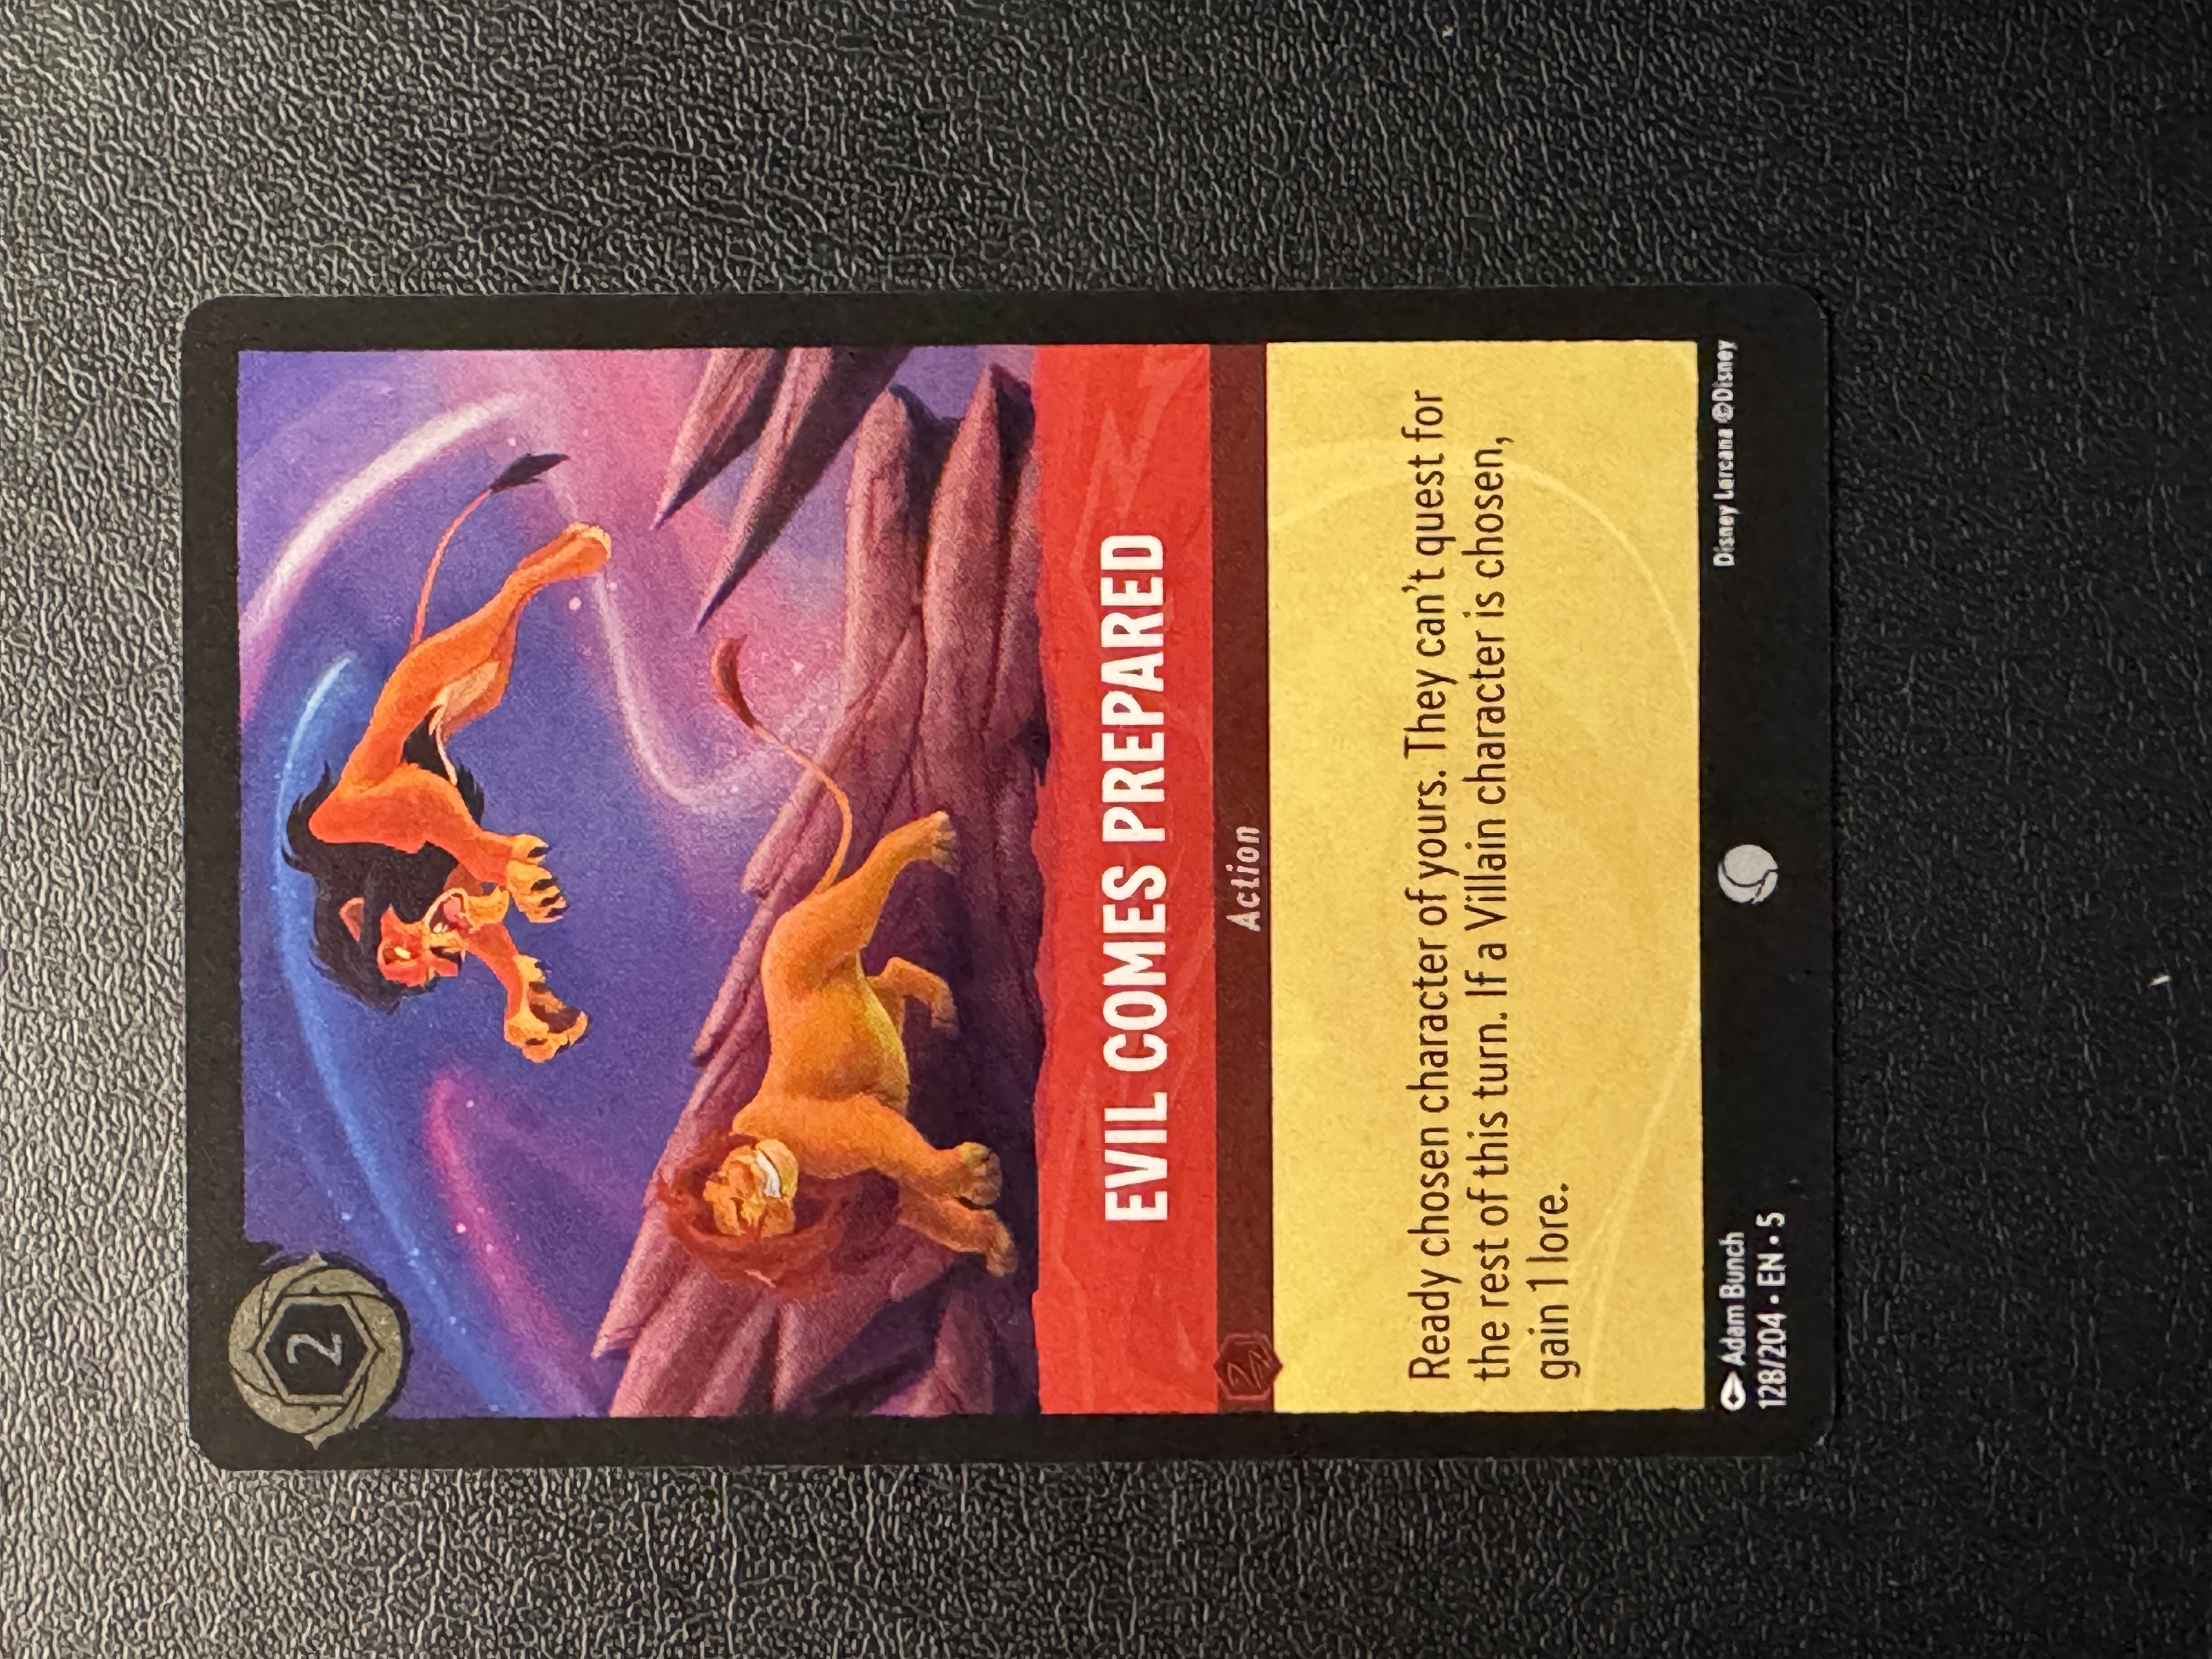 2
EVIL COMES PREPARED
Action
Ready chosen character of yours. They can't quest for
the rest of this turn. If a Villain character is chosen,
gain 1 lore.
Adam Bunch
128/204 • EN • 5
Disney Lorcana ©Disney